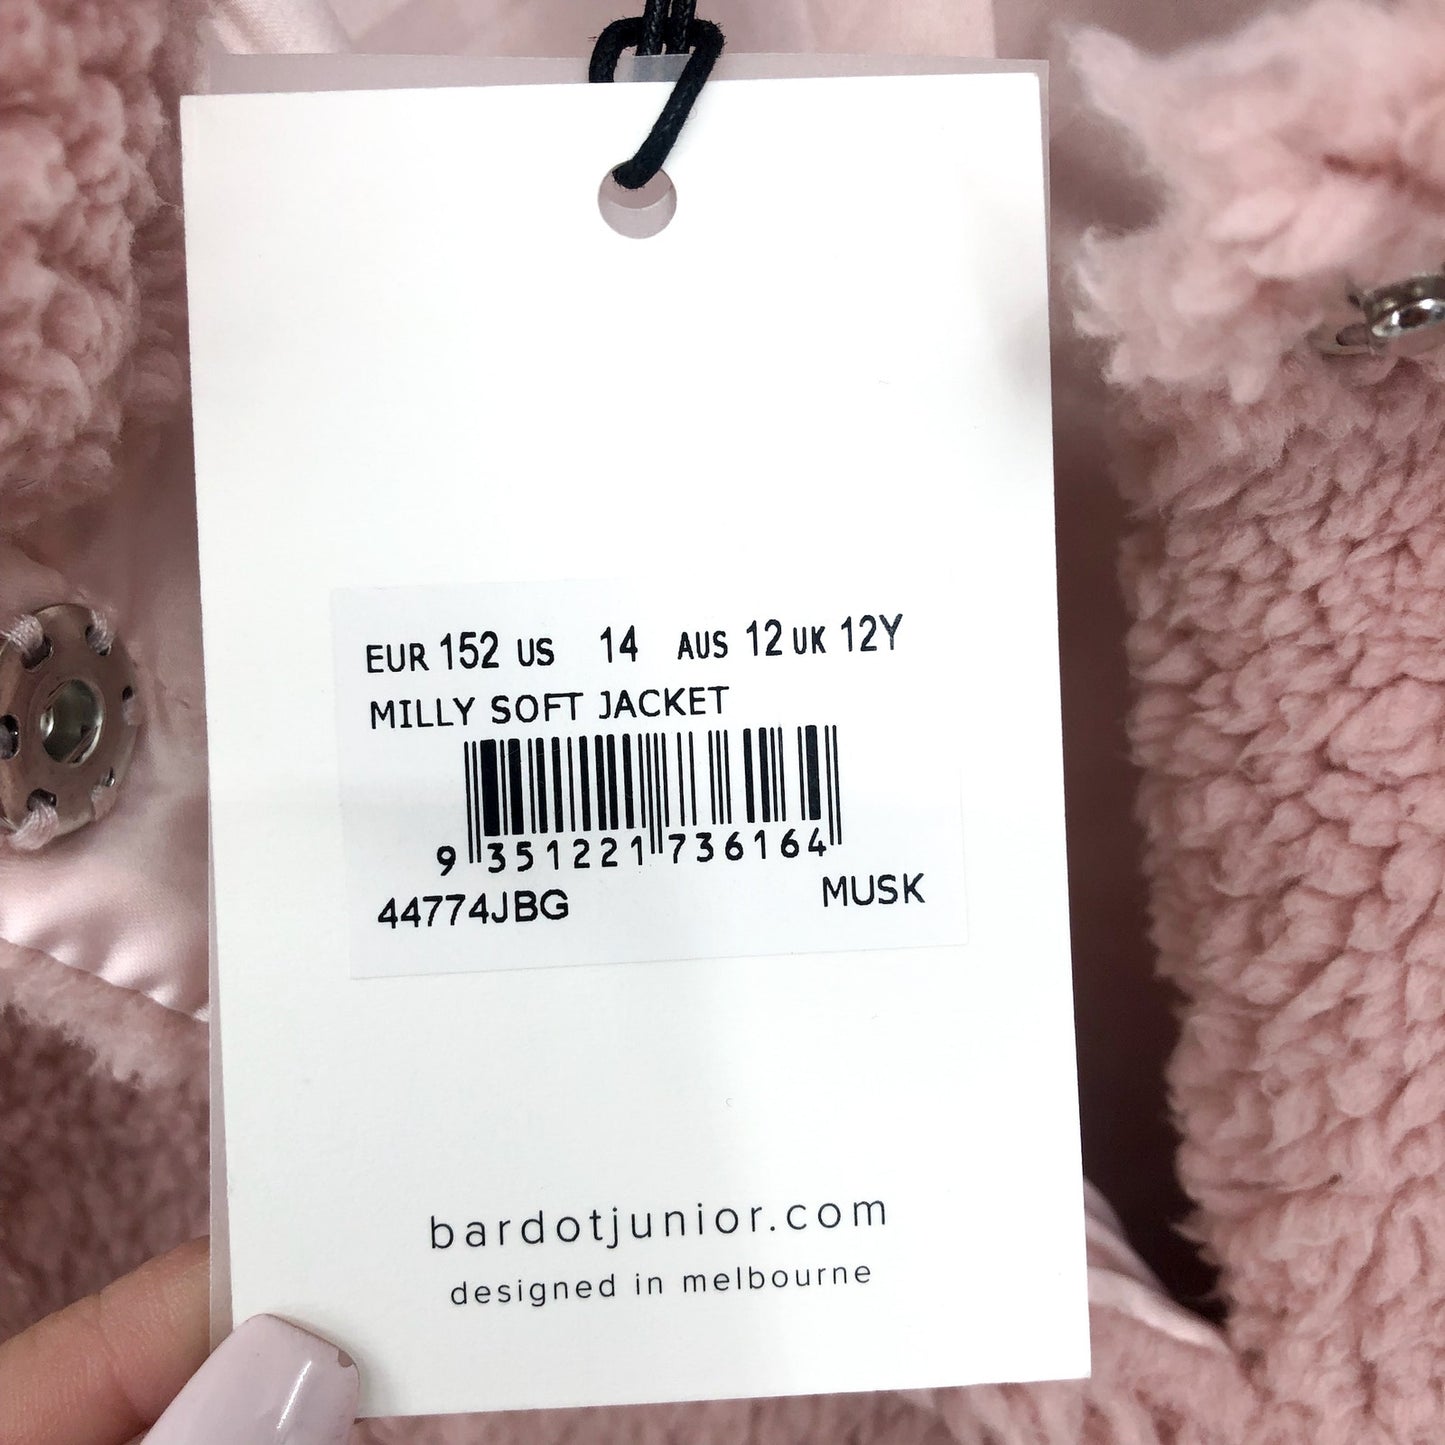 EUR 152 US 14 AUS 12 UK 12Y
MILLY SOFT JACKET
9 351221 736164
44774JBG MUSK
bardotjunior.com
designed in melbourne